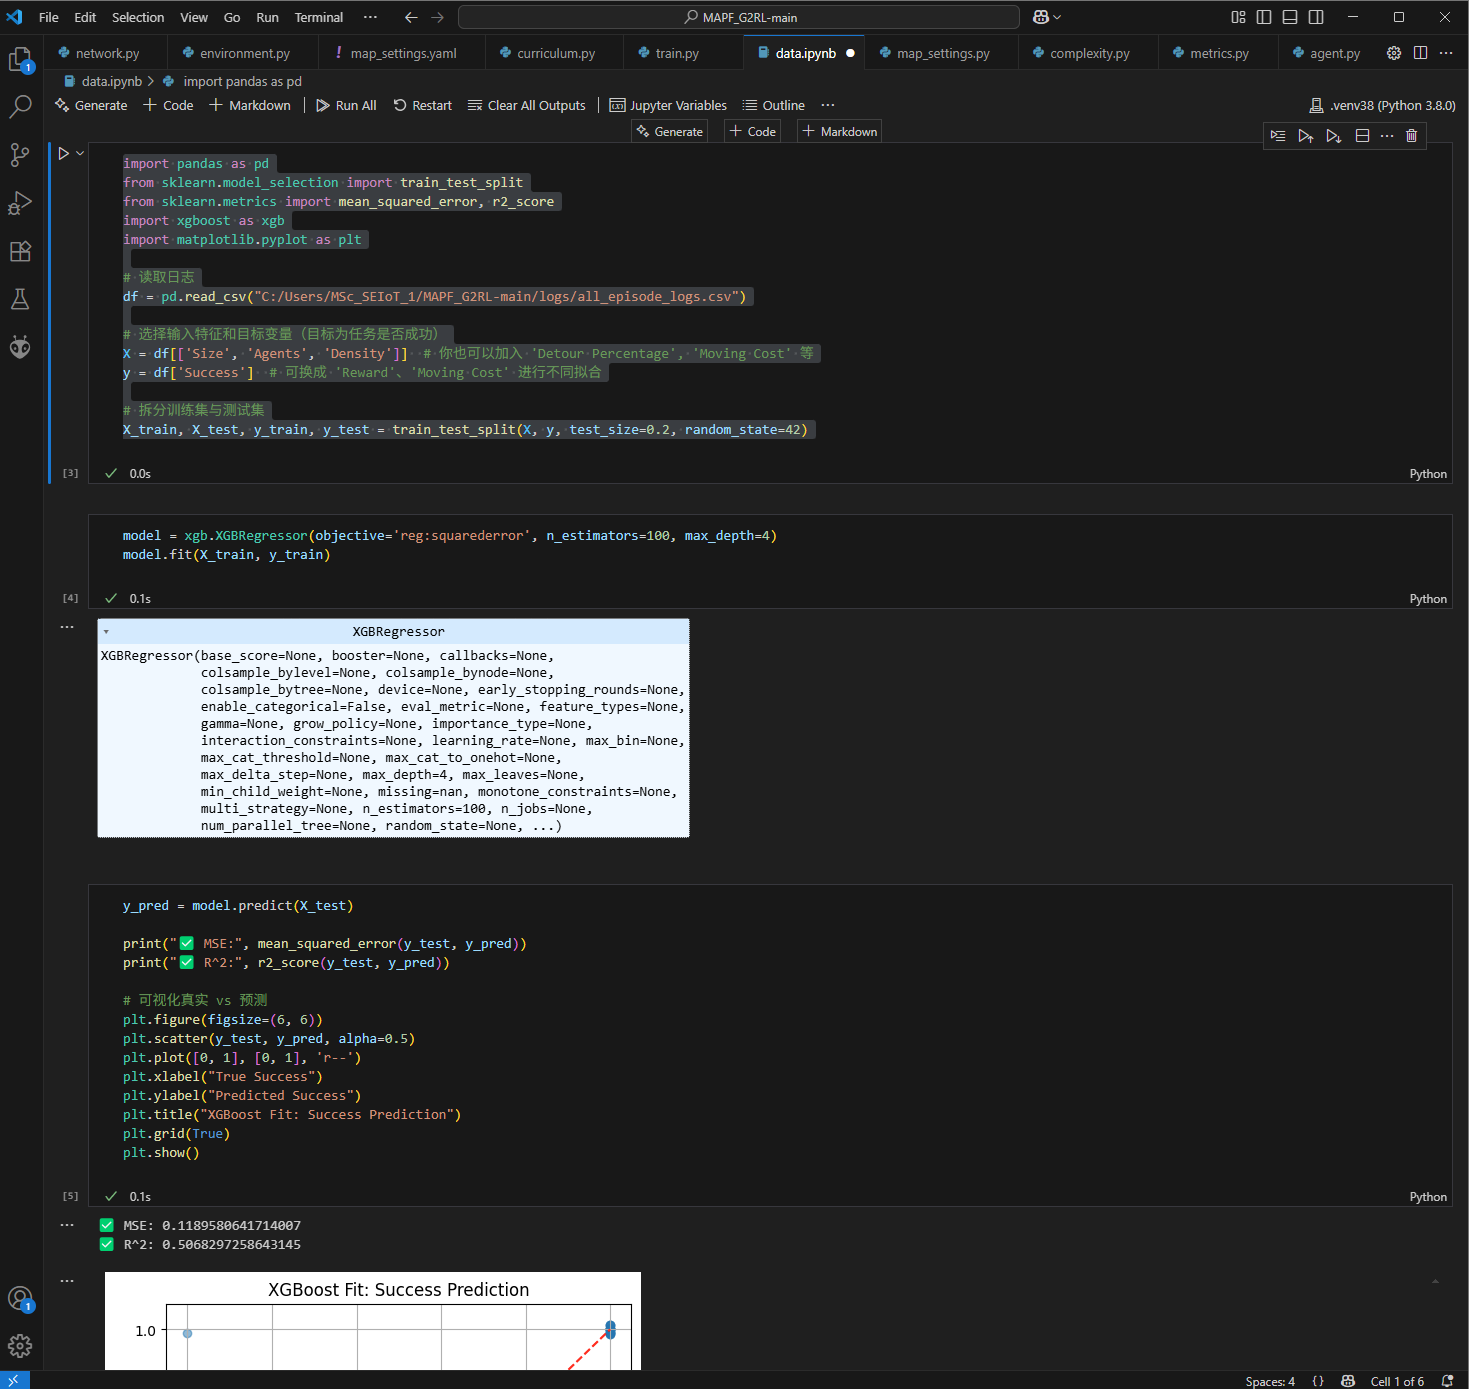 File Edit Selection View Go Run Terminal ··· MAPF_G2RL-main
network.py environment.py ! map_settings.yaml curriculum.py train.py data.ipynb map_settings.py complexity.py metrics.py agent.py ···
data.ipynb > import pandas as pd
Generate + Code + Markdown Run All Restart Clear All Outputs Jupyter Variables Outline ··· .venv38 (Python 3.8.0)
Generate + Code + Markdown
import pandas as pd
from sklearn.model_selection import train_test_split
from sklearn.metrics import mean_squared_error, r2_score
import xgboost as xgb
import matplotlib.pyplot as plt
# 读取日志
df = pd.read_csv("C:/Users/MSc_SEIoT_1/MAPF_G2RL-main/logs/all_episode_logs.csv")
# 选择输入特征和目标变量（目标为任务是否成功）
X = df[['Size', 'Agents', 'Density']]  # 你也可以加入 'Detour Percentage', 'Moving Cost' 等
y = df['Success']  # 可换成 'Reward'、'Moving Cost' 进行不同拟合
# 拆分训练集与测试集
X_train, X_test, y_train, y_test = train_test_split(X, y, test_size=0.2, random_state=42)
[3] 0.0s Python
model = xgb.XGBRegressor(objective='reg:squarederror', n_estimators=100, max_depth=4)
model.fit(X_train, y_train)
[4] 0.1s Python
··· XGBRegressor
XGBRegressor(base_score=None, booster=None, callbacks=None,
colsample_bylevel=None, colsample_bynode=None,
colsample_bytree=None, device=None, early_stopping_rounds=None,
enable_categorical=False, eval_metric=None, feature_types=None,
gamma=None, grow_policy=None, importance_type=None,
interaction_constraints=None, learning_rate=None, max_bin=None,
max_cat_threshold=None, max_cat_to_onehot=None,
max_delta_step=None, max_depth=4, max_leaves=None,
min_child_weight=None, missing=nan, monotone_constraints=None,
multi_strategy=None, n_estimators=100, n_jobs=None,
num_parallel_tree=None, random_state=None, ...)
y_pred = model.predict(X_test)
print("✅ MSE:", mean_squared_error(y_test, y_pred))
print("✅ R^2:", r2_score(y_test, y_pred))
# 可视化真实 vs 预测
plt.figure(figsize=(6, 6))
plt.scatter(y_test, y_pred, alpha=0.5)
plt.plot([0, 1], [0, 1], 'r--')
plt.xlabel("True Success")
plt.ylabel("Predicted Success")
plt.title("XGBoost Fit: Success Prediction")
plt.grid(True)
plt.show()
[5] 0.1s Python
··· ✅ MSE: 0.1189580641714007
✅ R^2: 0.5068297258643145
···
XGBoost Fit: Success Prediction
1.0
1
1
Spaces: 4 {} Cell 1 of 6